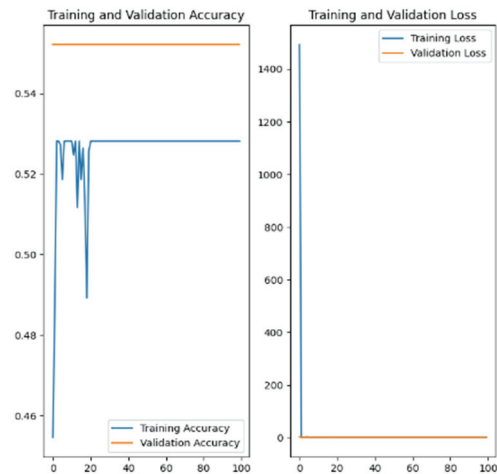 Training and Validation Accuracy
0.54
0.52
0.50
0.48
0.46
Training Accuracy
Validation Accuracy
0 20 40 60 80 100
Training and Validation Loss
Training Loss
Validation Loss
1400
1200
1000
800
600
400
200
0
0 20 40 60 80 100